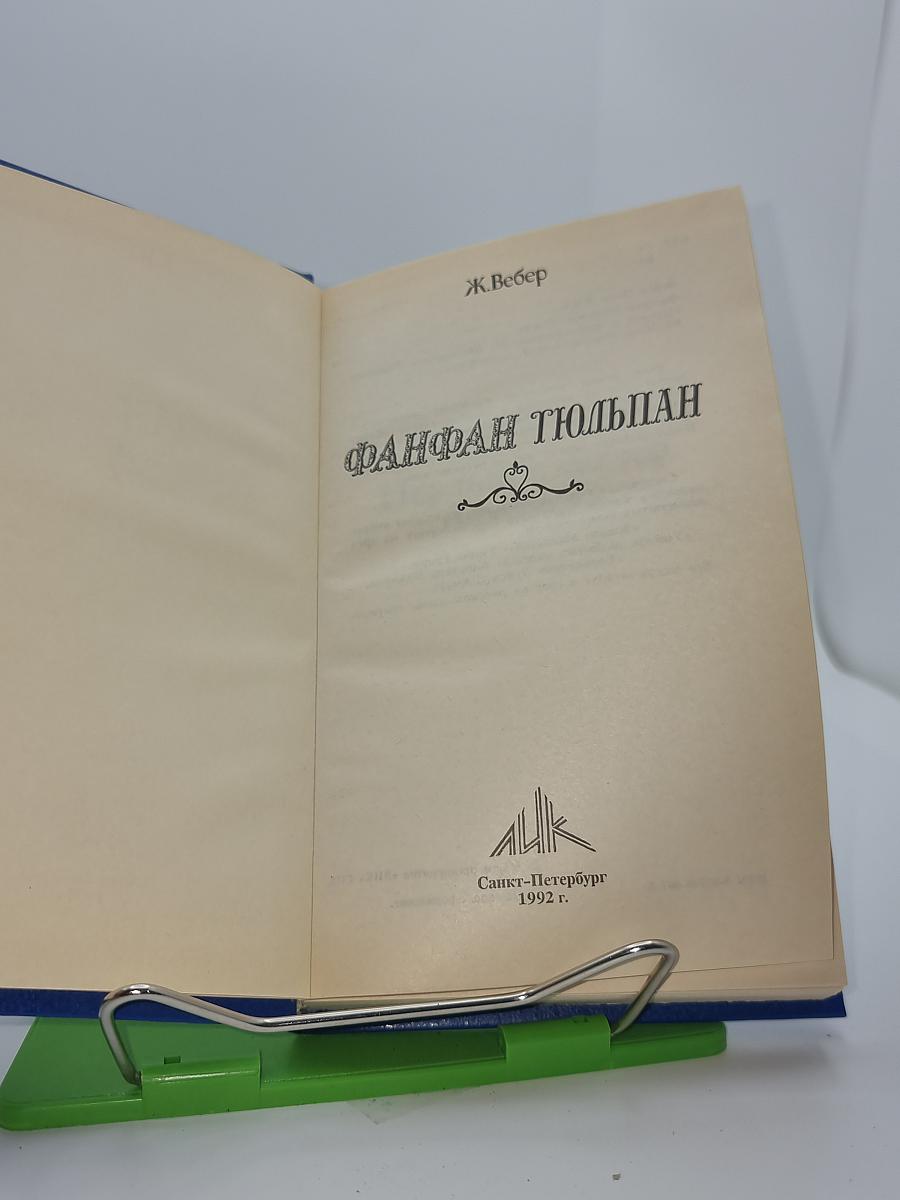 Ж.Вебер
ФАНФАН ТЮЛЬПАН
ЛИК
Санкт-Петербург
1992 г.